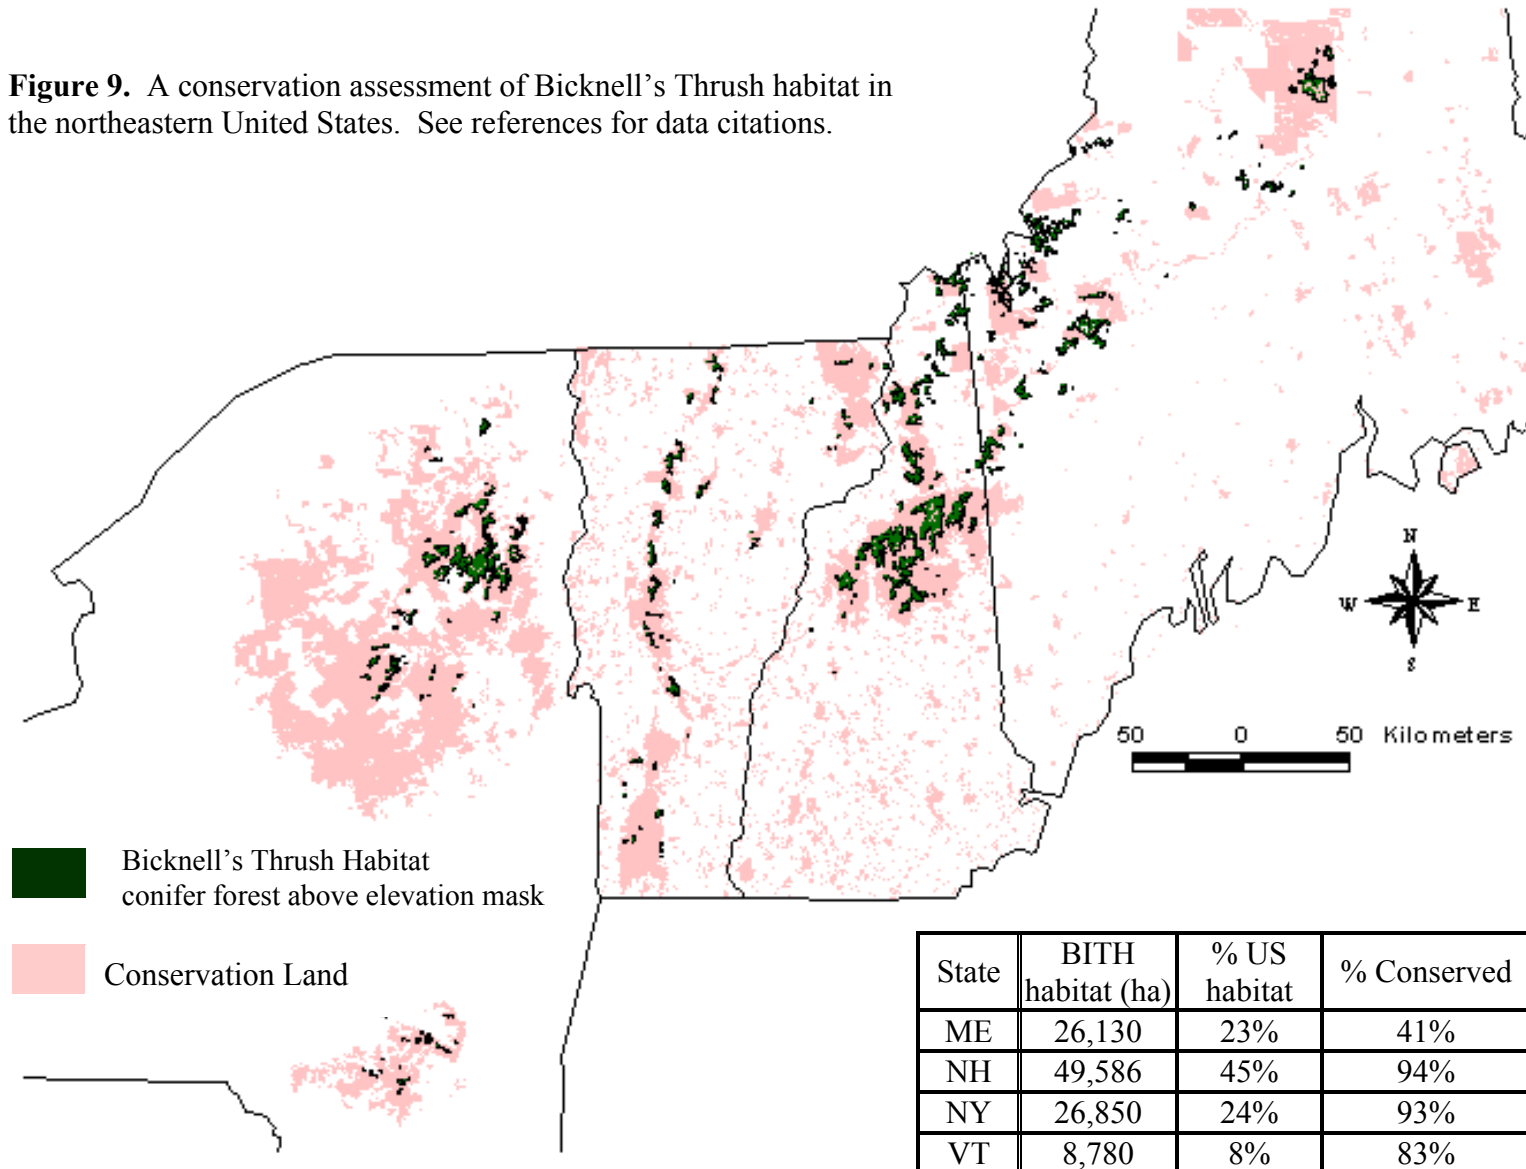 Figure 9. A conservation assessment of Bicknell's Thrush habitat in
the northeastern United States. See references for data citations.
N
W E
S
50 0 50 Kilometers
Bicknell's Thrush Habitat
conifer forest above elevation mask
Conservation Land
State BITH habitat (ha) % US habitat % Conserved
ME 26,130 23% 41%
NH 49,586 45% 94%
NY 26,850 24% 93%
VT 8,780 8% 83%